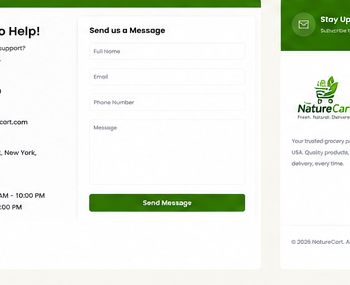 o Help!
support?
cart.com
, New York,
AM - 10:00 PM
:00 PM
Send us a Message
Full Name
Email
Phone Number
Message
Send Message
Stay Up
Subscribe
NatureCar
Fresh. Natural. Delivere
Your trusted grocery p
USA. Quality products,
delivery, every time.
© 2026 NatureCart. A